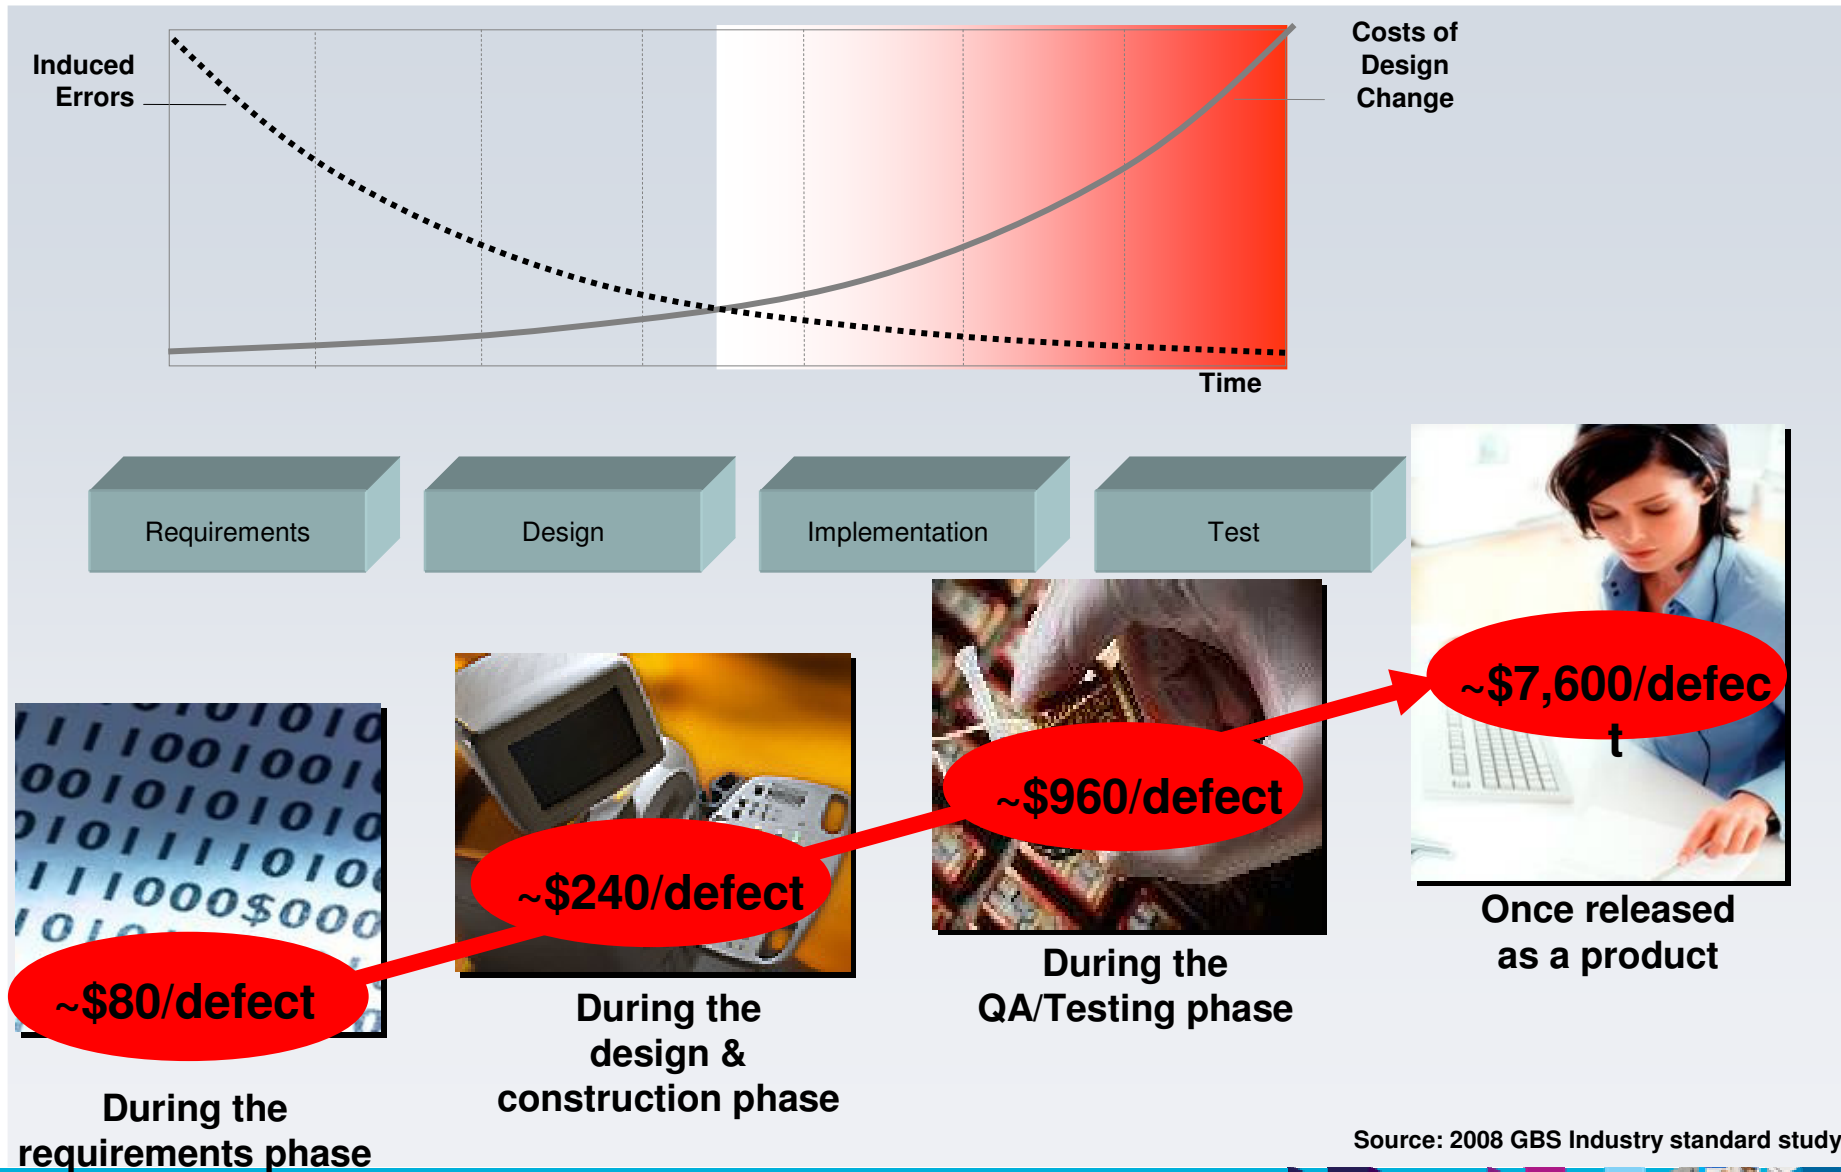 Induced
Errors
Costs of
Design
Change
Time
Requirements
Design
Implementation
Test
~$80/defect
During the
requirements phase
~$240/defect
During the
design &
construction phase
~$960/defect
During the
QA/Testing phase
~$7,600/defec
t
Once released
as a product
Source: 2008 GBS Industry standard study